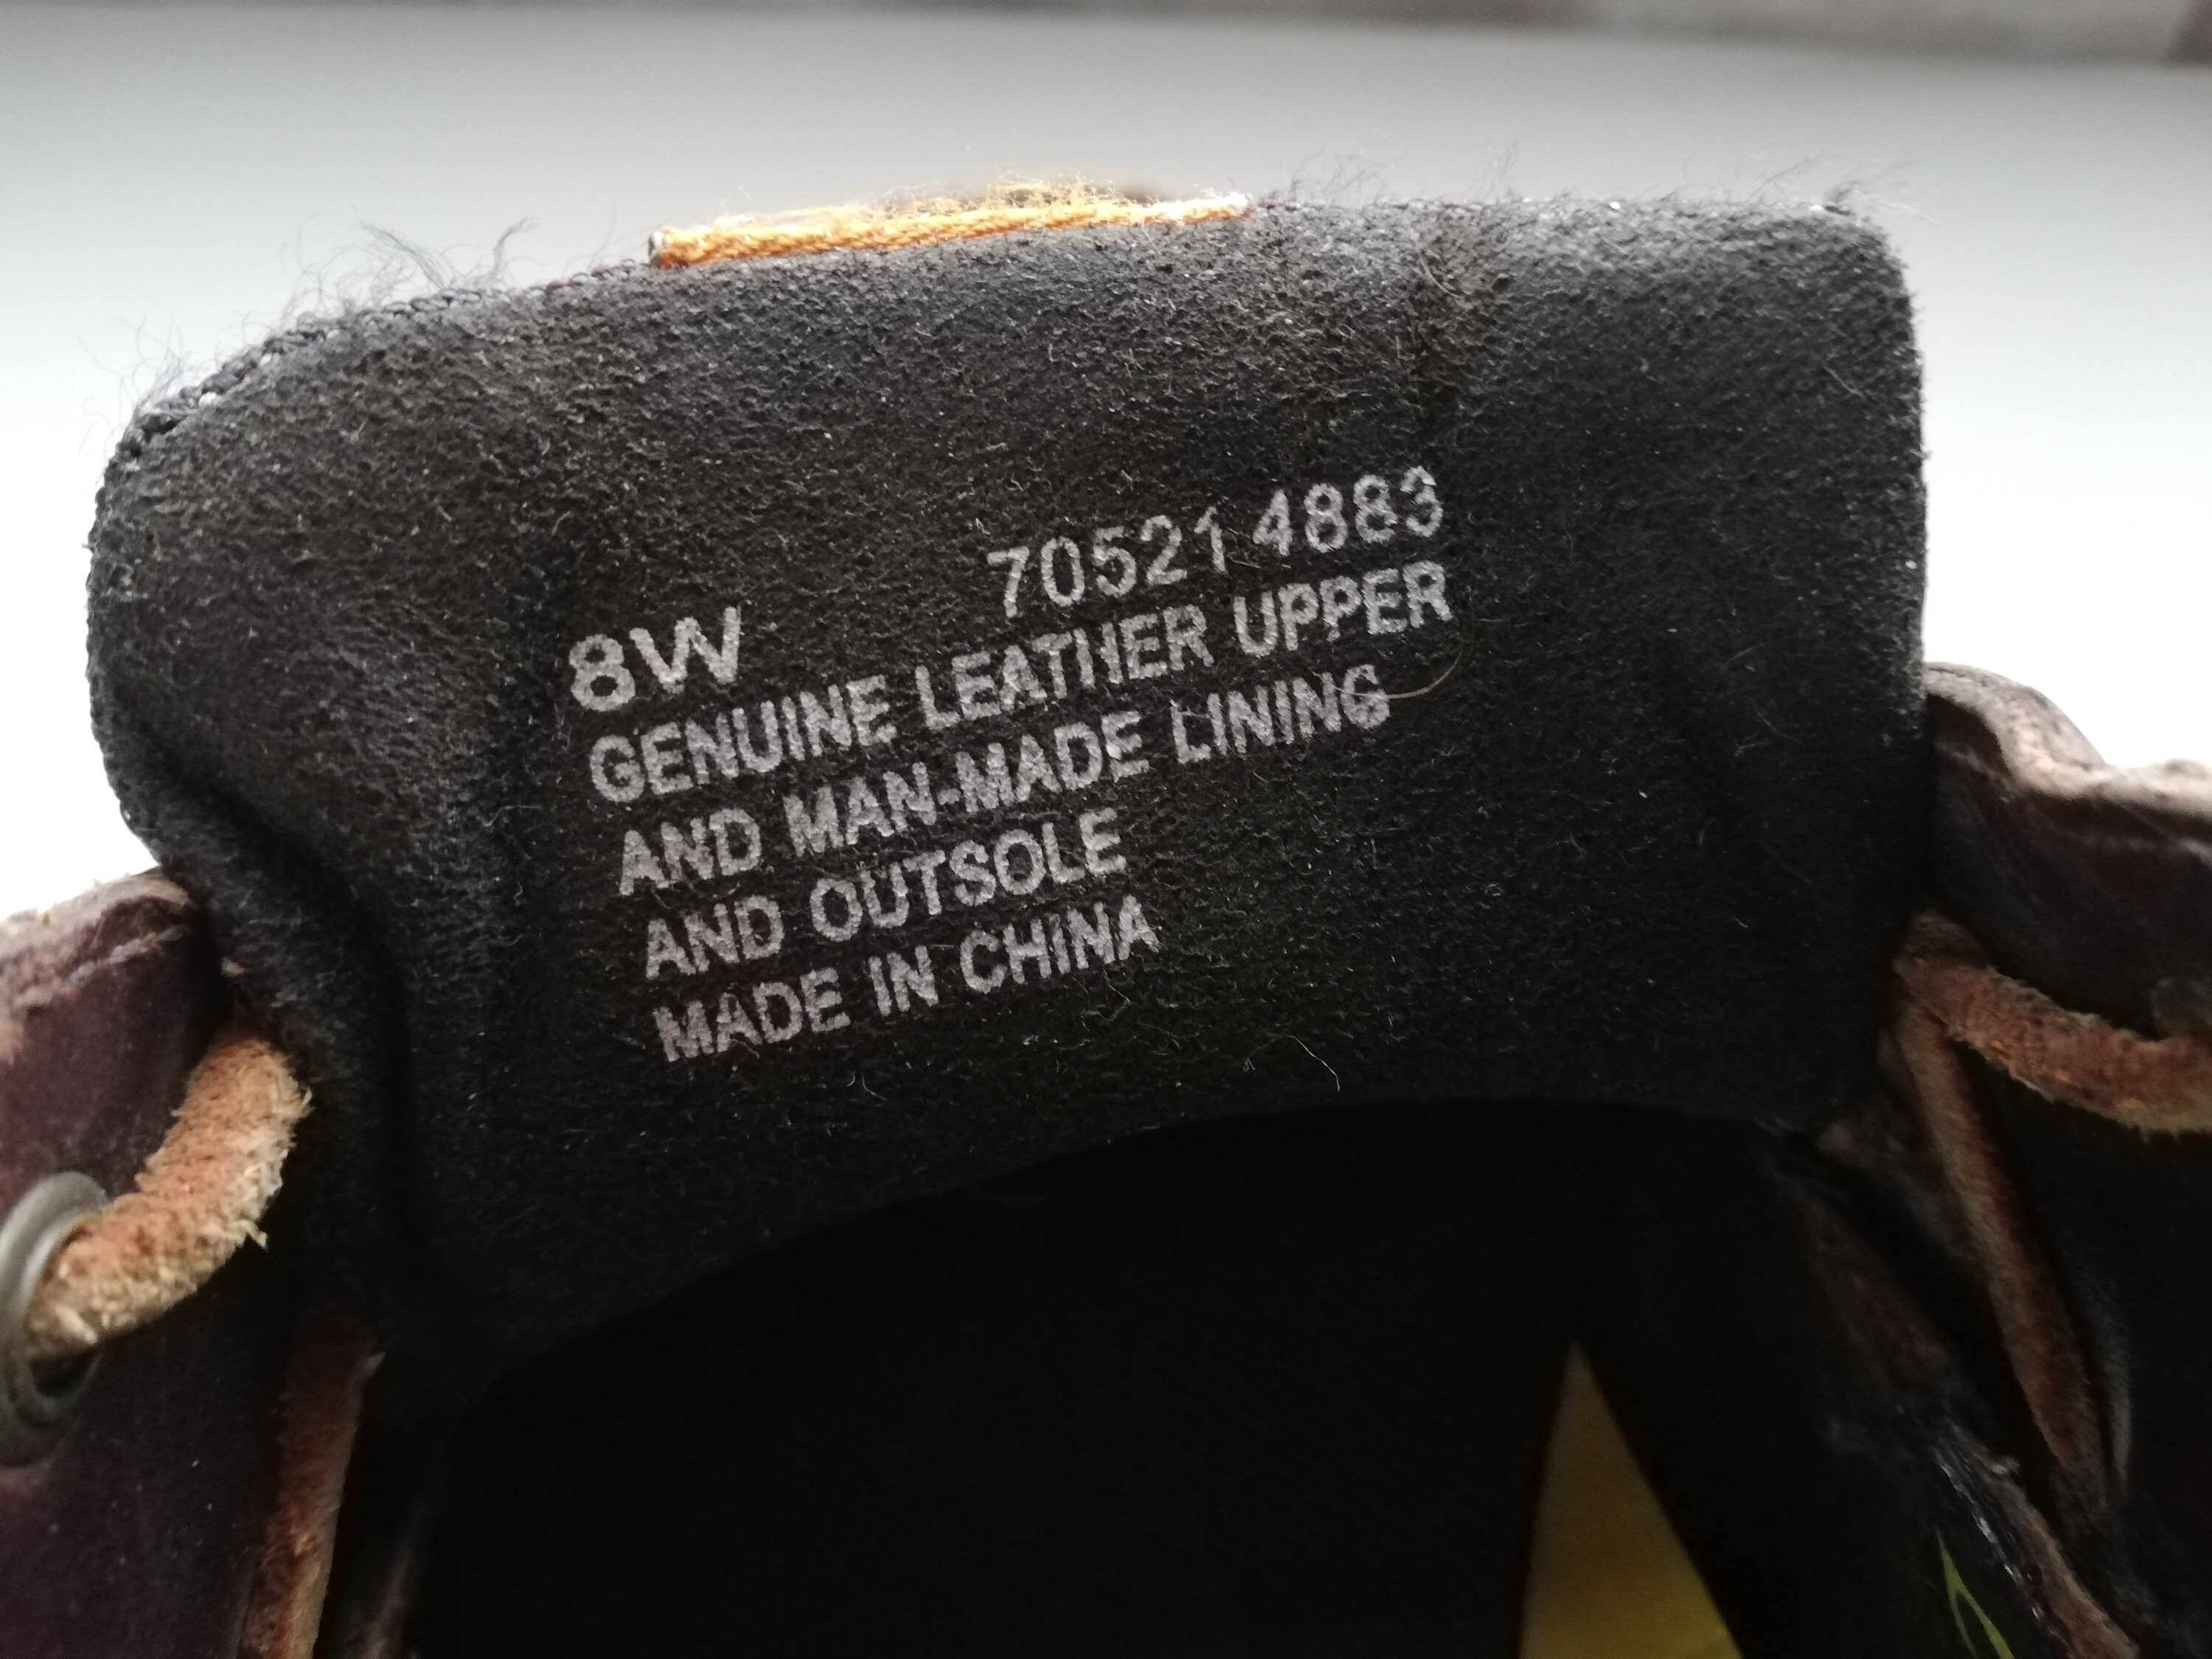 8W 705214883
GENUINE LEATHER UPPER
AND MAN-MADE LINING
AND OUTSOLE
MADE IN CHINA